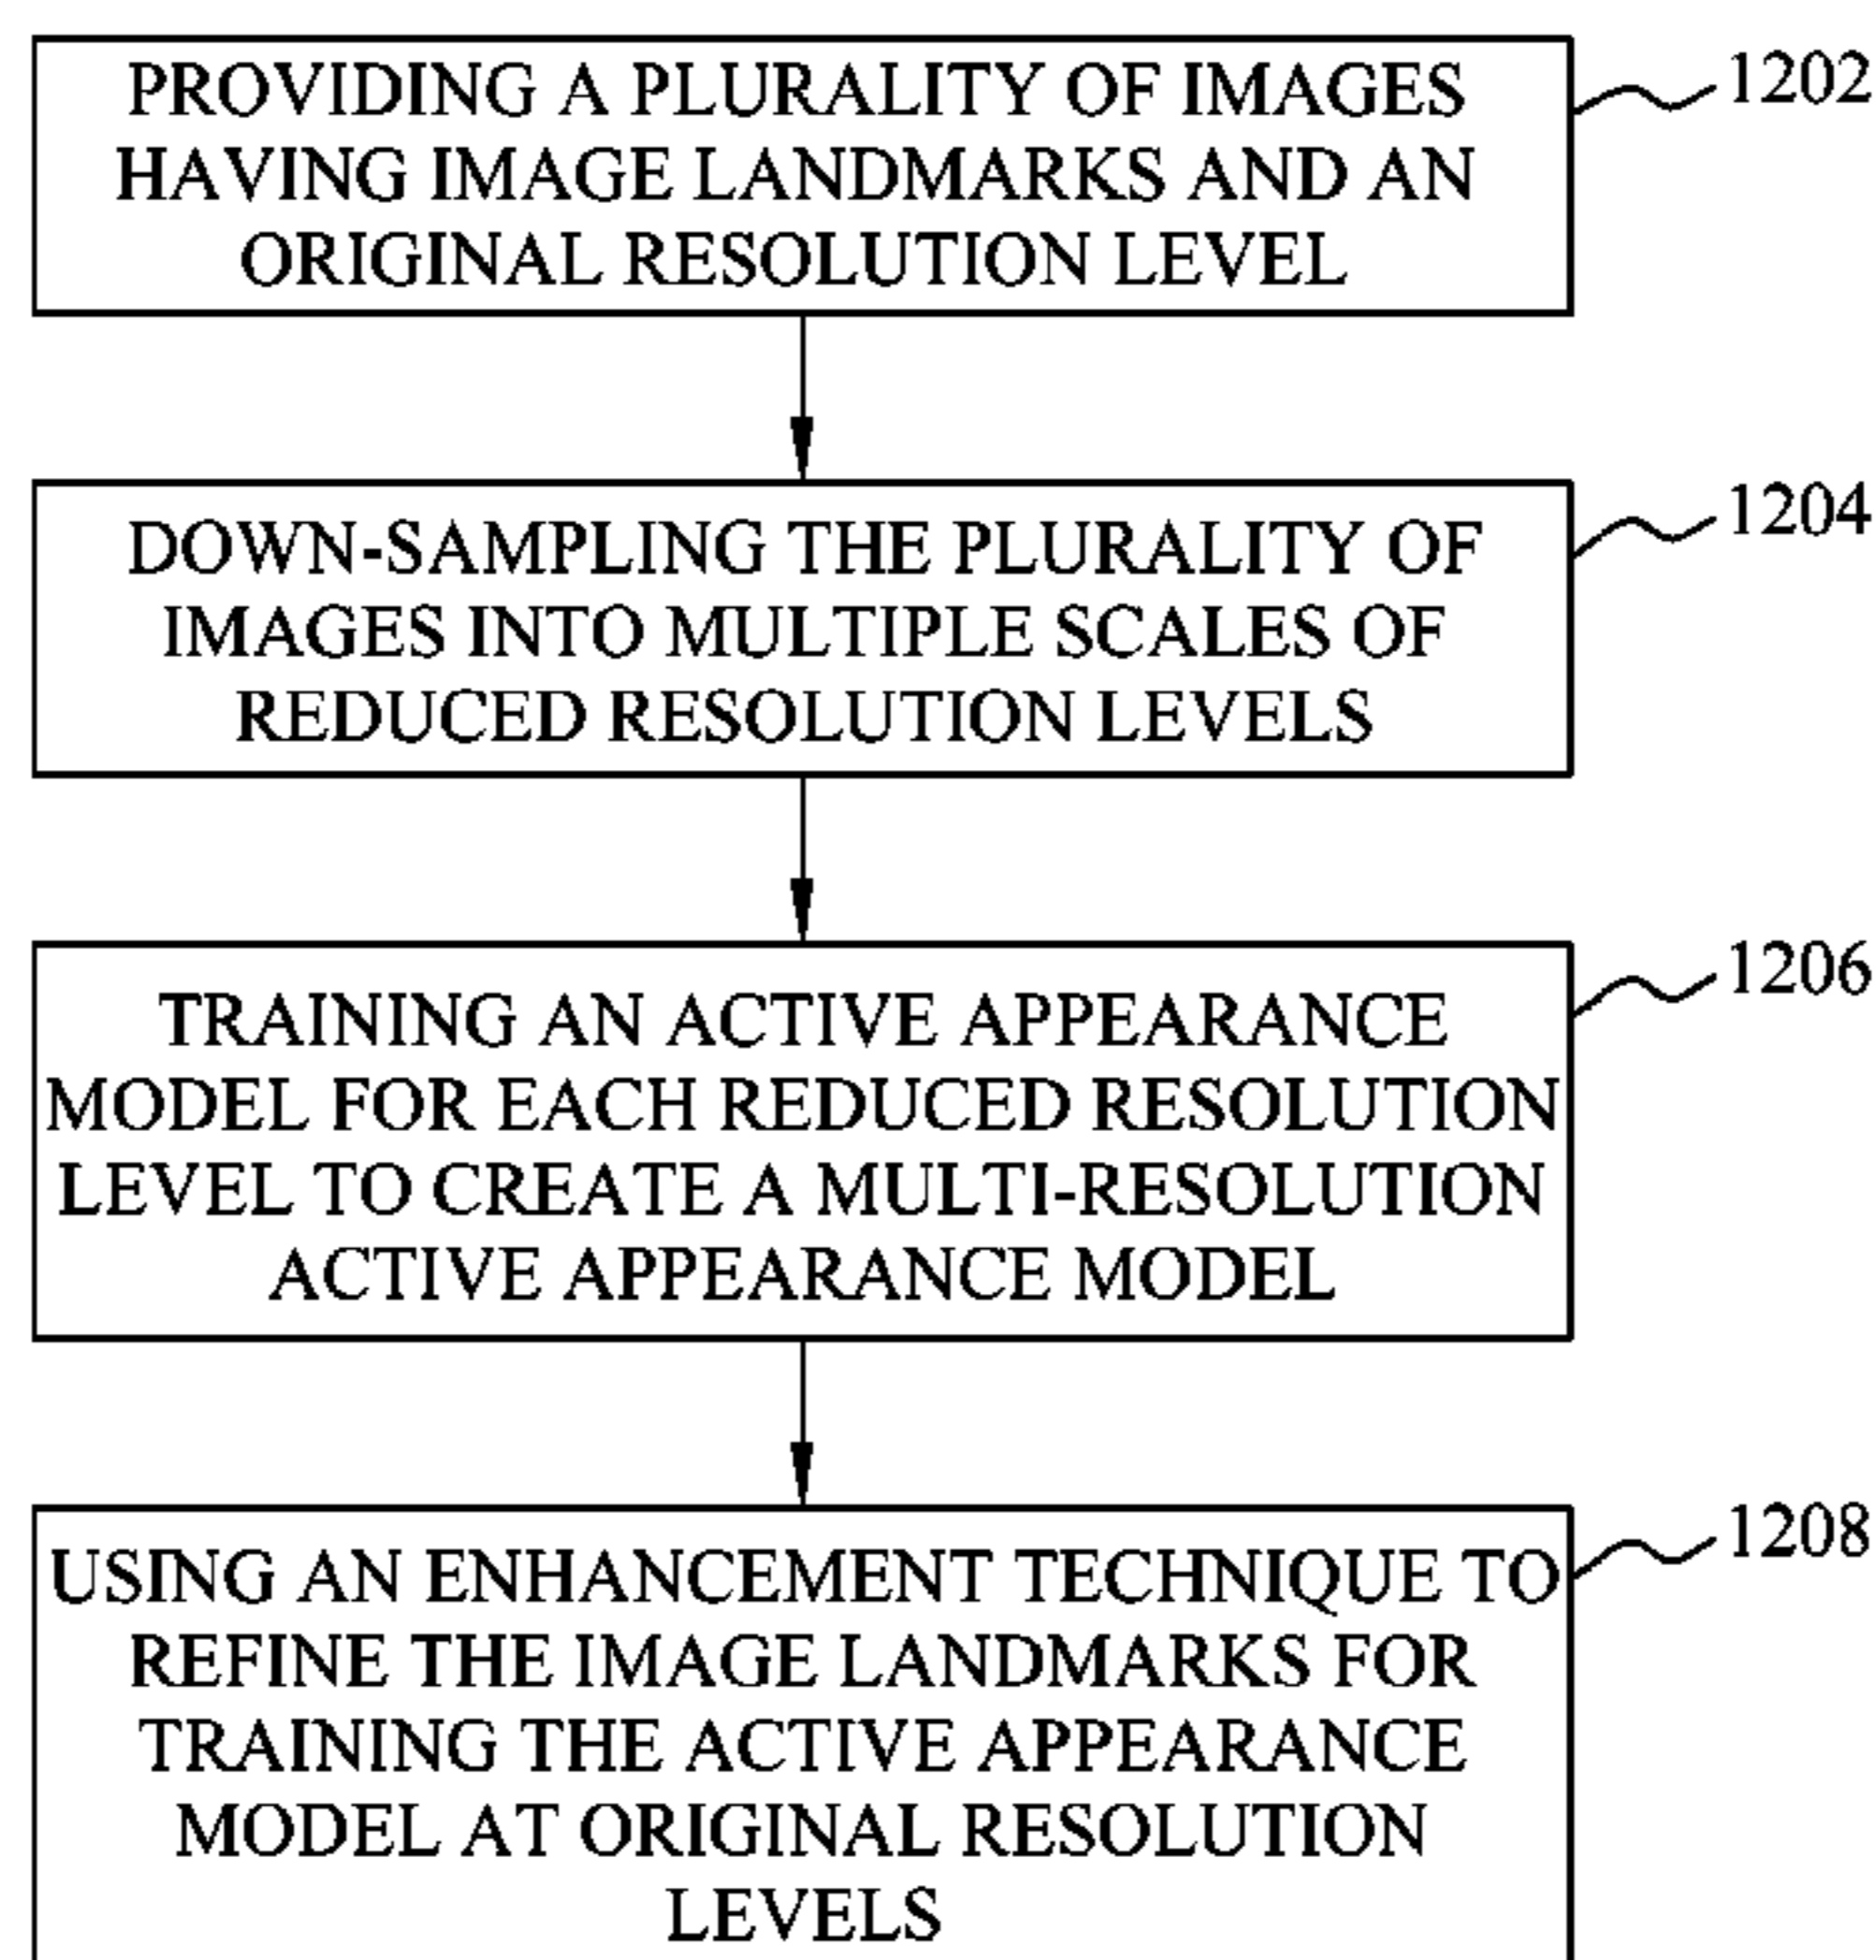 PROVIDING A PLURALITY OF IMAGES
HAVING IMAGE LANDMARKS AND AN
ORIGINAL RESOLUTION LEVEL
1202
DOWN-SAMPLING THE PLURALITY OF
IMAGES INTO MULTIPLE SCALES OF
REDUCED RESOLUTION LEVELS
1204
TRAINING AN ACTIVE APPEARANCE
MODEL FOR EACH REDUCED RESOLUTION
LEVEL TO CREATE A MULTI-RESOLUTION
ACTIVE APPEARANCE MODEL
1206
USING AN ENHANCEMENT TECHNIQUE TO
REFINE THE IMAGE LANDMARKS FOR
TRAINING THE ACTIVE APPEARANCE
MODEL AT ORIGINAL RESOLUTION
LEVELS
1208